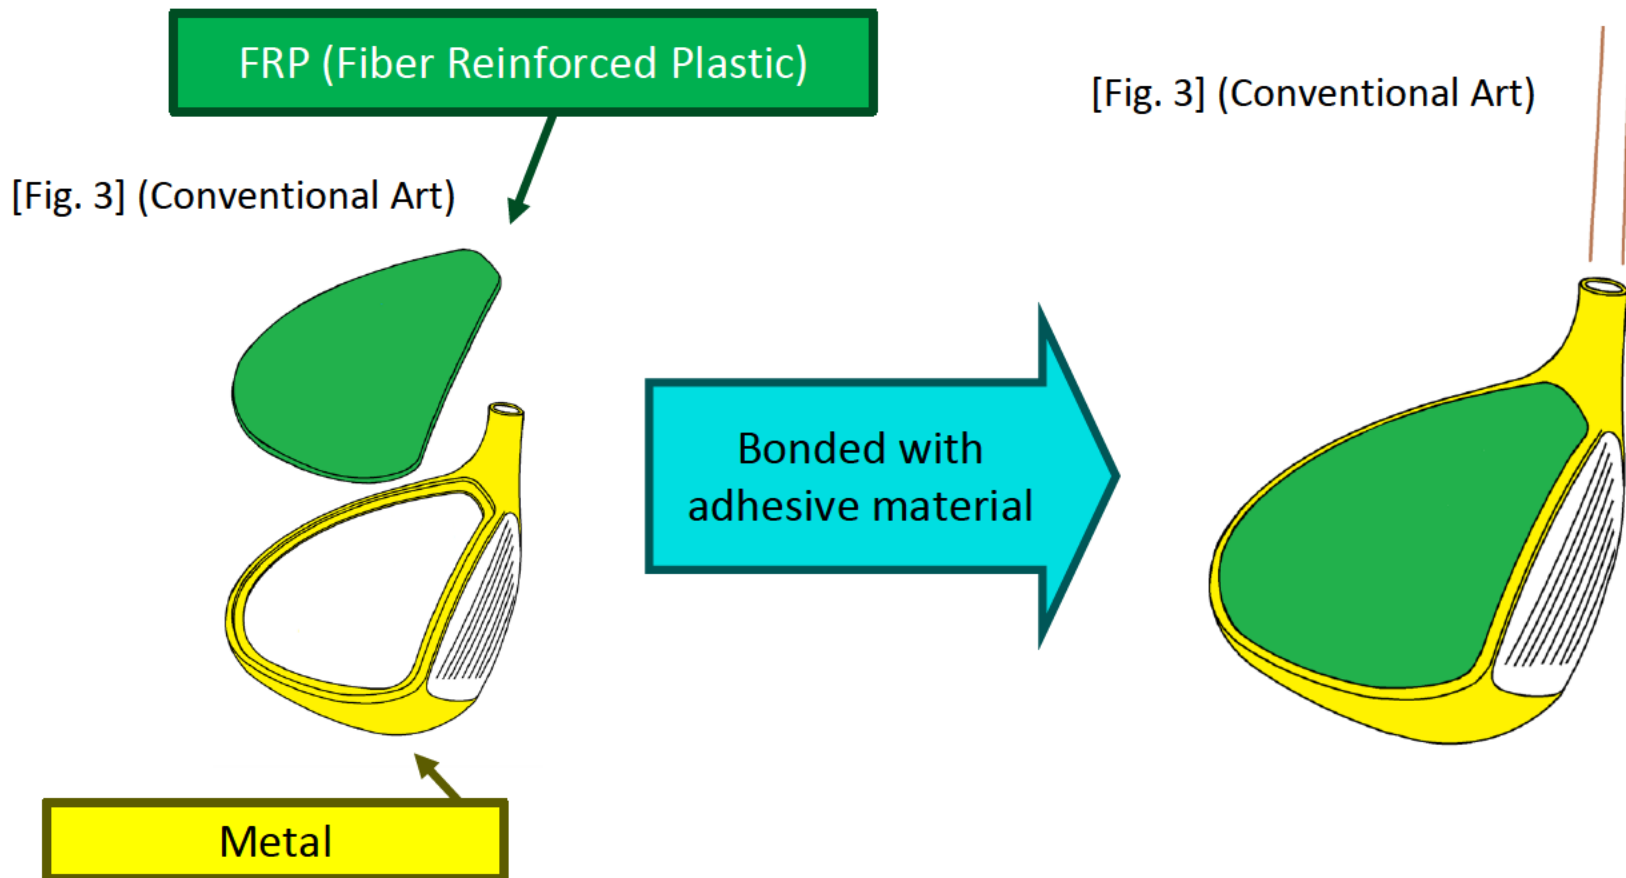 FRP (Fiber Reinforced Plastic)
[Fig. 3] (Conventional Art)
[Fig. 3] (Conventional Art)
Bonded with
adhesive material
Metal